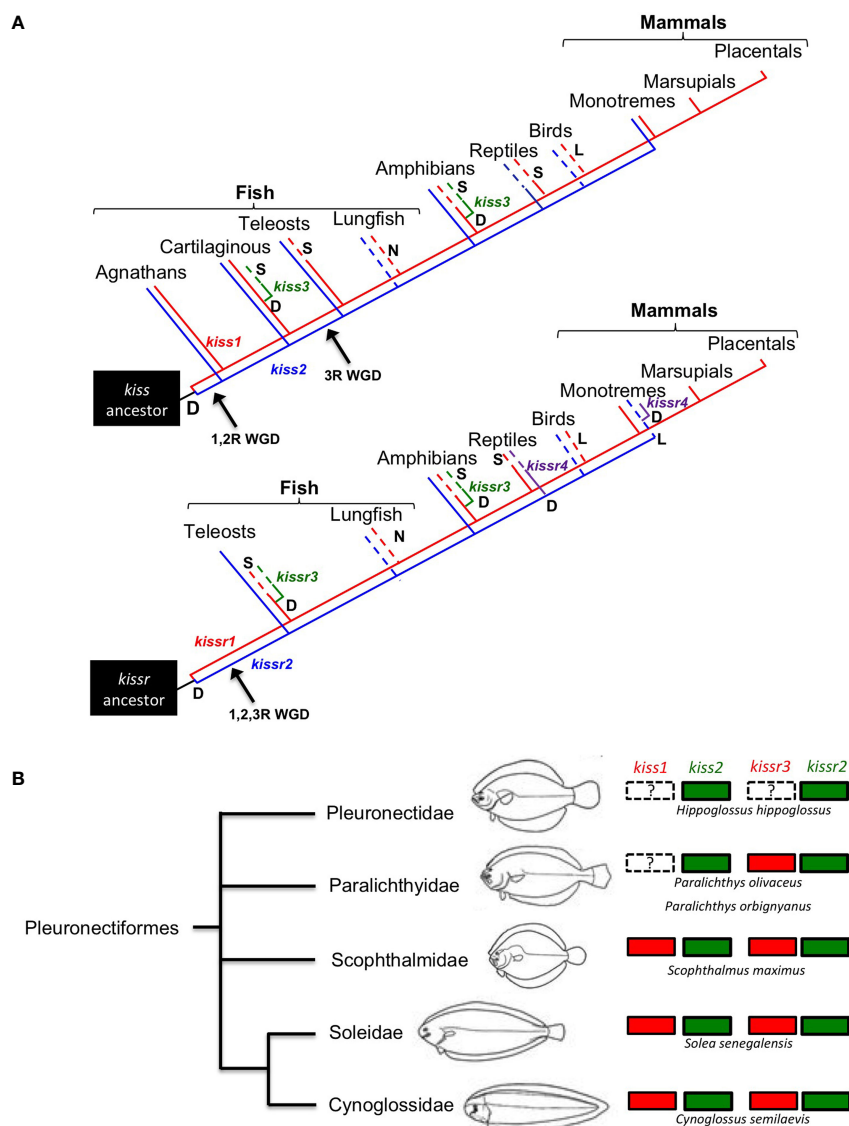 A
Mammals
Placentals
Marsupials
Monotremes
Birds
L
Reptiles
S
Amphibians
S
kiss3
D
Fish
Lungfish
N
Teleosts
S
Cartilaginous
S
kiss3
D
Agnathans
kiss1
kiss2
3R WGD
kiss
ancestor
D
1,2R WGD
Mammals
Placentals
Marsupials
Monotremes
kissr4
D
L
Birds
L
Reptiles
S
kissr4
D
Amphibians
S
kissr3
D
Fish
Lungfish
N
Teleosts
S
kissr3
D
kissr1
kissr2
kissr
ancestor
D
1,2,3R WGD
B
kiss1 kiss2 kissr3 kissr2
Pleuronectidae
? ?
Hippoglossus hippoglossus
Paralichthyidae
?
Paralichthys olivaceus
Paralichthys orbignyanus
Pleuronectiformes
Scophthalmidae
Scophthalmus maximus
Soleidae
Solea senegalensis
Cynoglossidae
Cynoglossus semilaevis